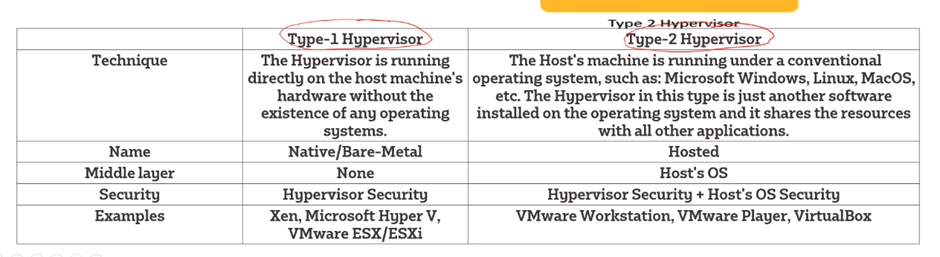 Type 2 Hypervisor
Type-1 Hypervisor
Type-2 Hypervisor
Technique
The Hypervisor is running
directly on the host machine's
hardware without the
existence of any operating
systems.
The Host's machine is running under a conventional
operating system, such as: Microsoft Windows, Linux, MacOS,
etc. The Hypervisor in this type is just another software
installed on the operating system and it shares the resources
with all other applications.
Name
Native/Bare-Metal
Hosted
Middle layer
None
Host's OS
Security
Hypervisor Security
Hypervisor Security + Host's OS Security
Examples
Xen, Microsoft Hyper V,
VMware ESX/ESXi
VMware Workstation, VMware Player, VirtualBox